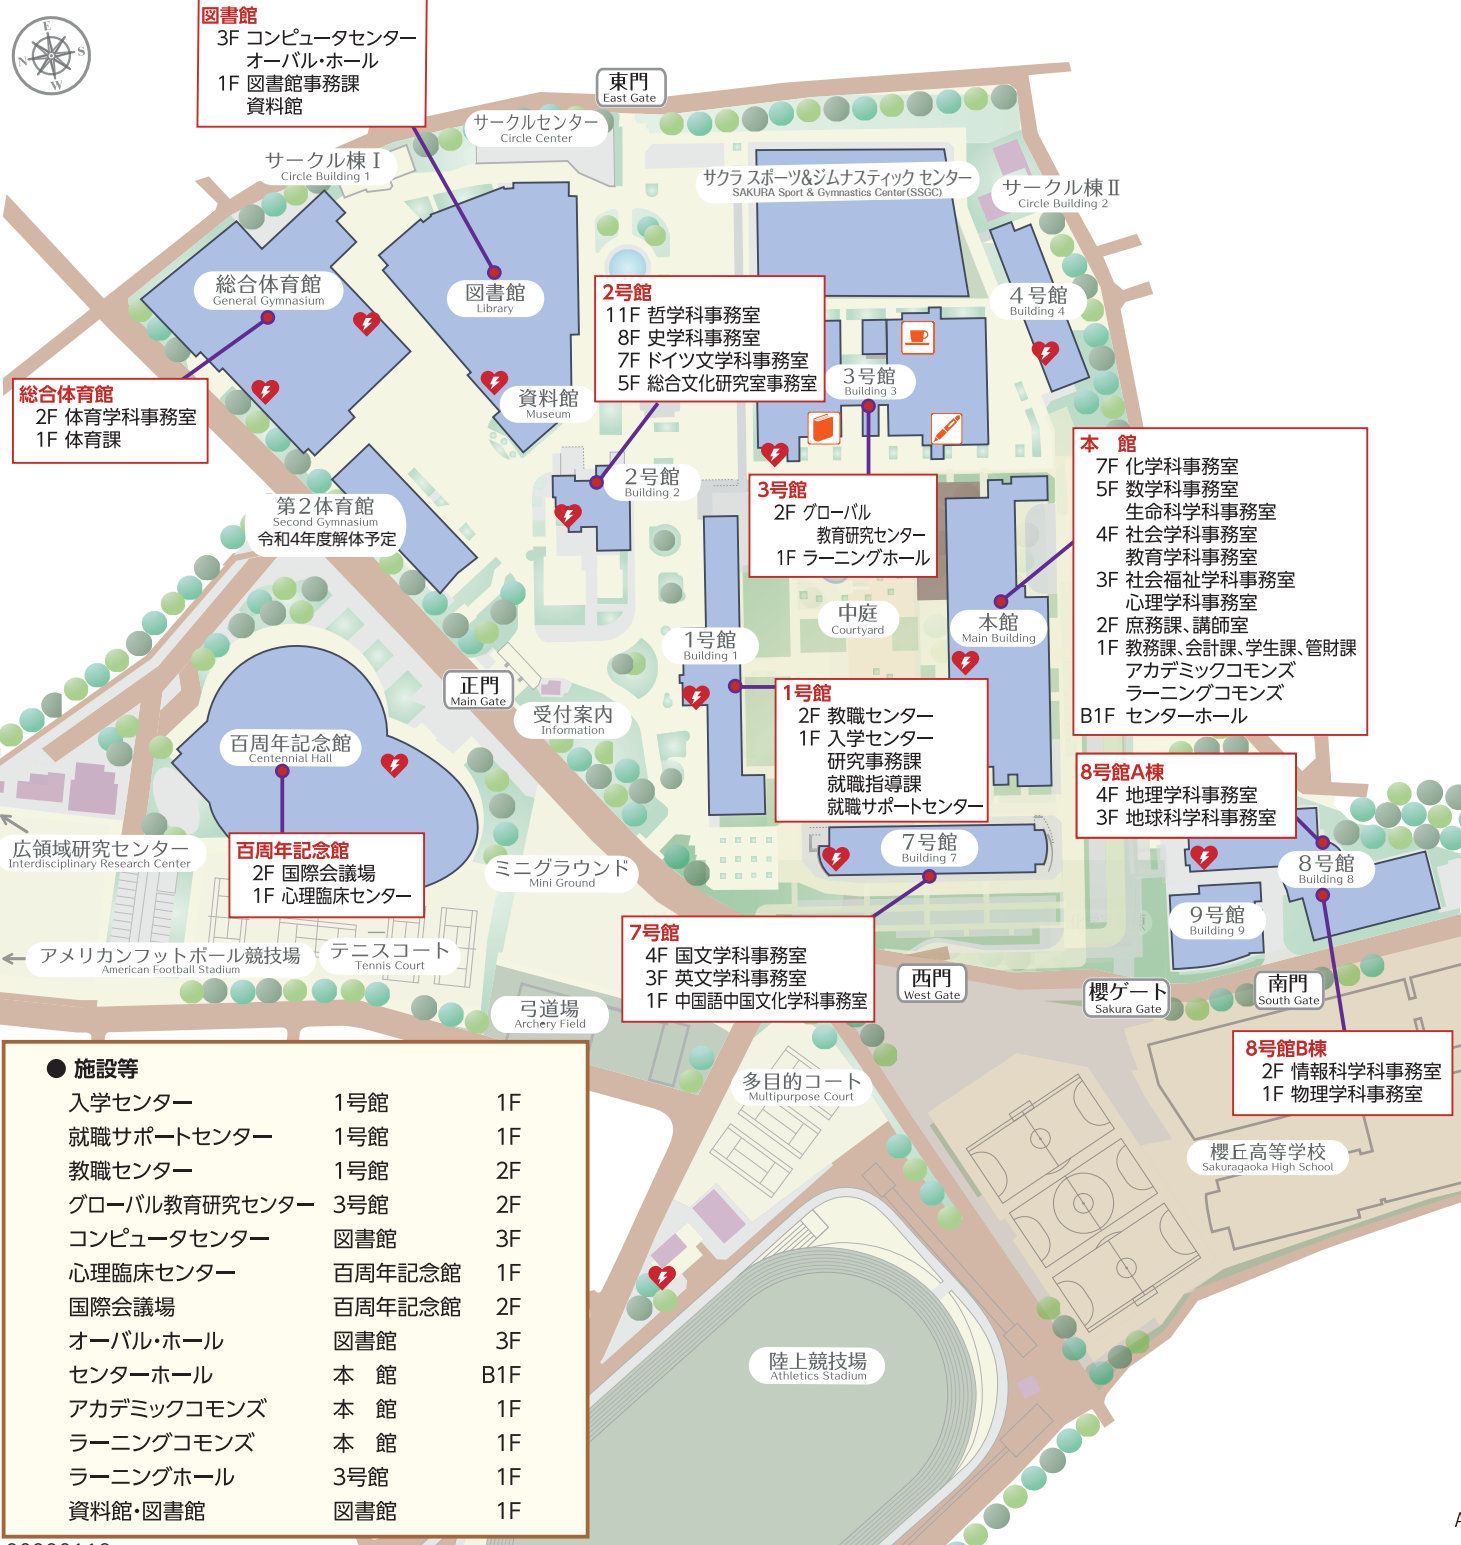 E
N
S
W
図書館
3F コンピュータセンター
オーバル・ホール
1F 図書館事務課
資料館
東門
East Gate
サークルセンター
Circle Center
サークル棟 I
Circle Building 1
サクラ スポーツ&ジムナスティック センター
SAKURA Sport & Gymnastics Center(SSGC)
サークル棟 II
Circle Building 2
総合体育館
General Gymnasium
図書館
Library
4号館
Building 4
2号館
11F 哲学科事務室
8F 史学科事務室
7F ドイツ文学科事務室
5F 総合文化研究室事務室
3号館
Building 3
資料館
Museum
総合体育館
2F 体育学科事務室
1F 体育課
2号館
Building 2
第2体育館
Second Gymnasium
令和4年度解体予定
3号館
2F グローバル
教育研究センター
1F ラーニングホール
本 館
7F 化学科事務室
5F 数学科事務室
生命科学科事務室
4F 社会学科事務室
教育学科事務室
3F 社会福祉学科事務室
心理学科事務室
2F 庶務課、講師室
1F 教務課、会計課、学生課、管財課
アカデミックコモンズ
ラーニングコモンズ
B1F センターホール
中庭
Courtyard
本館
Main Building
1号館
Building 1
正門
Main Gate
受付案内
Information
1号館
2F 教職センター
1F 入学センター
研究事務課
就職指導課
就職サポートセンター
百周年記念館
Centennial Hall
8号館A棟
4F 地理学科事務室
3F 地球科学科事務室
7号館
Building 7
8号館
Building 8
9号館
Building 9
広領域研究センター
Interdisciplinary Research Center
百周年記念館
2F 国際会議場
1F 心理臨床センター
ミニグラウンド
Mini Ground
アメリカンフットボール競技場
American Football Stadium
テニスコート
Tennis Court
7号館
4F 国文学科事務室
3F 英文学科事務室
1F 中国語中国文化学科事務室
西門
West Gate
櫻ゲート
Sakura Gate
南門
South Gate
弓道場
Archery Field
8号館B棟
2F 情報科学科事務室
1F 物理学科事務室
多目的コート
Multipurpose Court
櫻丘高等学校
Sakuragaoka High School
陸上競技場
Athletics Stadium
● 施設等
入学センター 1号館 1F
就職サポートセンター 1号館 1F
教職センター 1号館 2F
グローバル教育研究センター 3号館 2F
コンピュータセンター 図書館 3F
心理臨床センター 百周年記念館 1F
国際会議場 百周年記念館 2F
オーバル・ホール 図書館 3F
センターホール 本 館 B1F
アカデミックコモンズ 本 館 1F
ラーニングコモンズ 本 館 1F
ラーニングホール 3号館 1F
資料館・図書館 図書館 1F